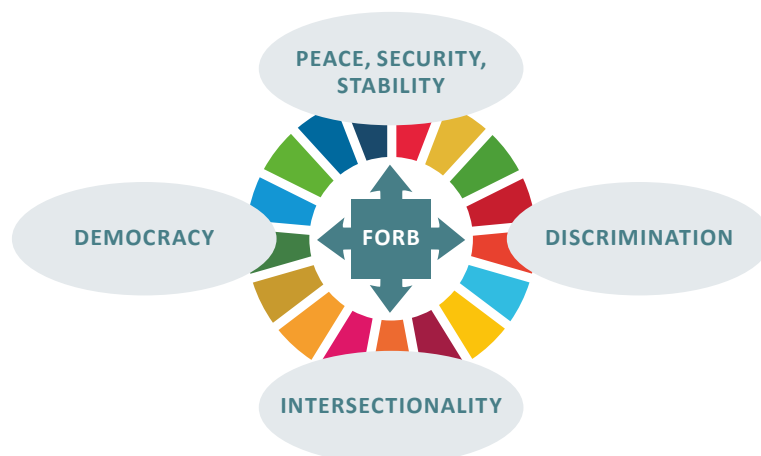 PEACE, SECURITY,
STABILITY
DEMOCRACY
FORB
DISCRIMINATION
INTERSECTIONALITY